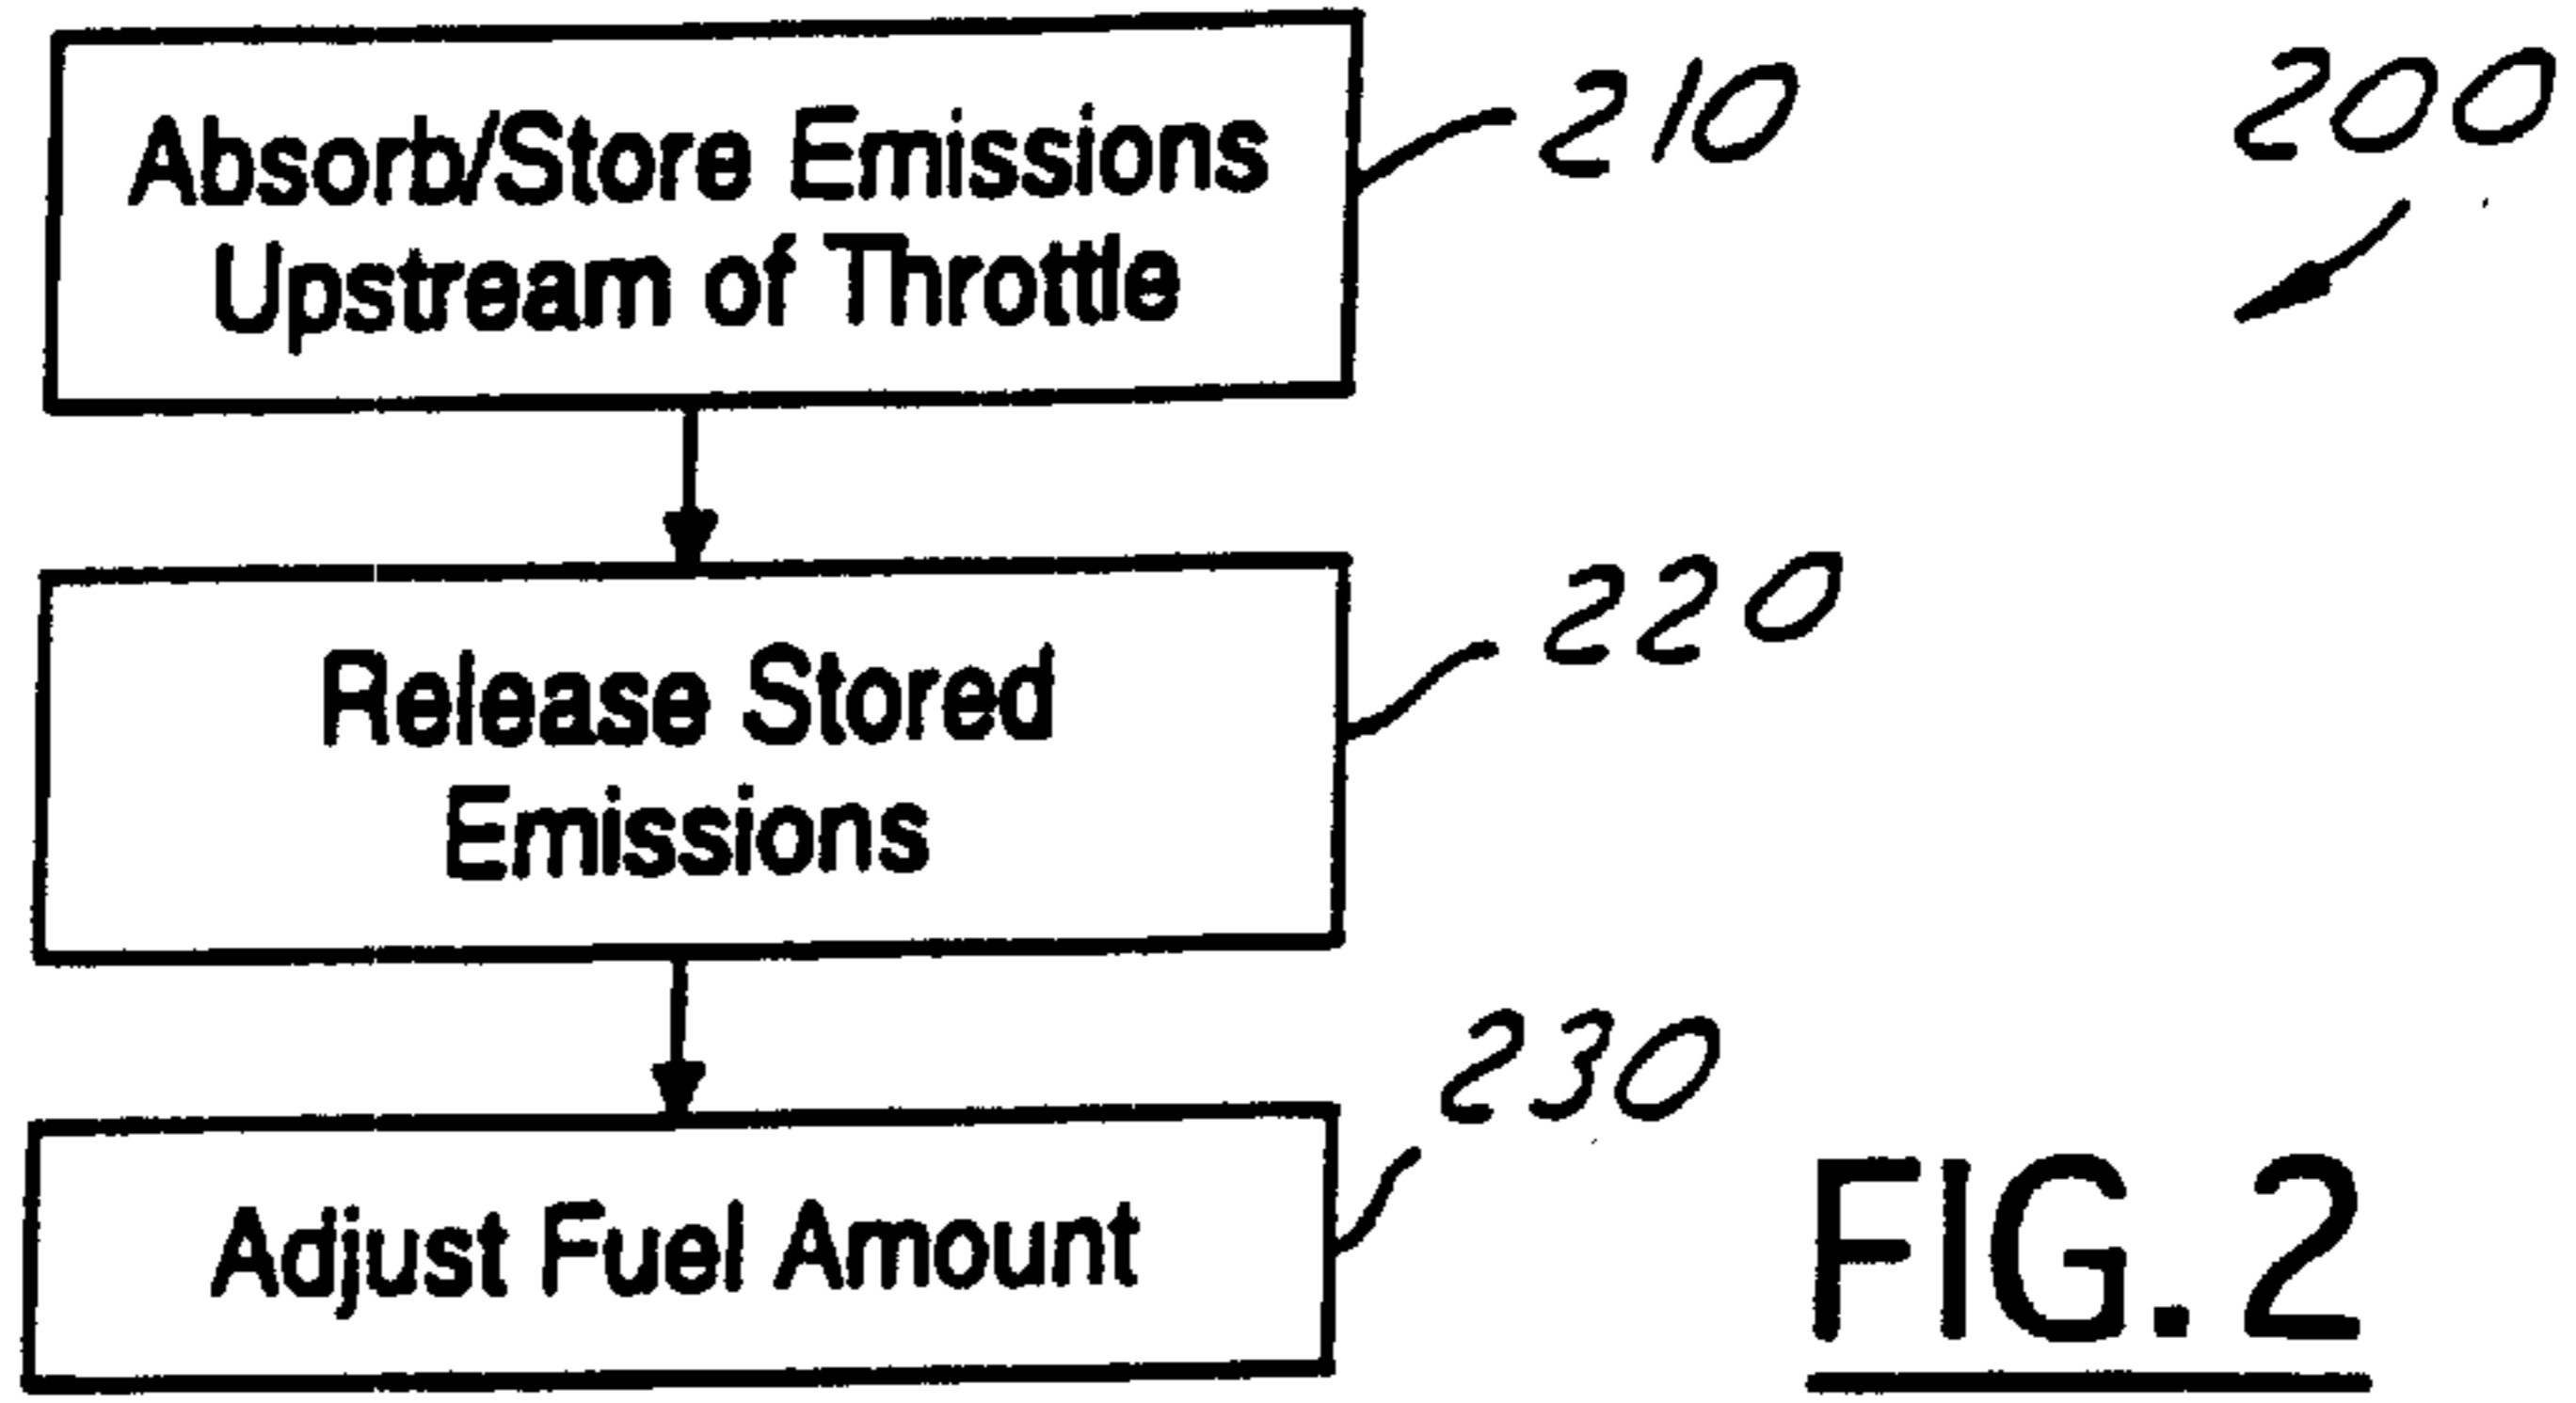 Absorb/Store Emissions
Upstream of Throttle
210
200
Release Stored
Emissions
220
Adjust Fuel Amount
230
FIG. 2